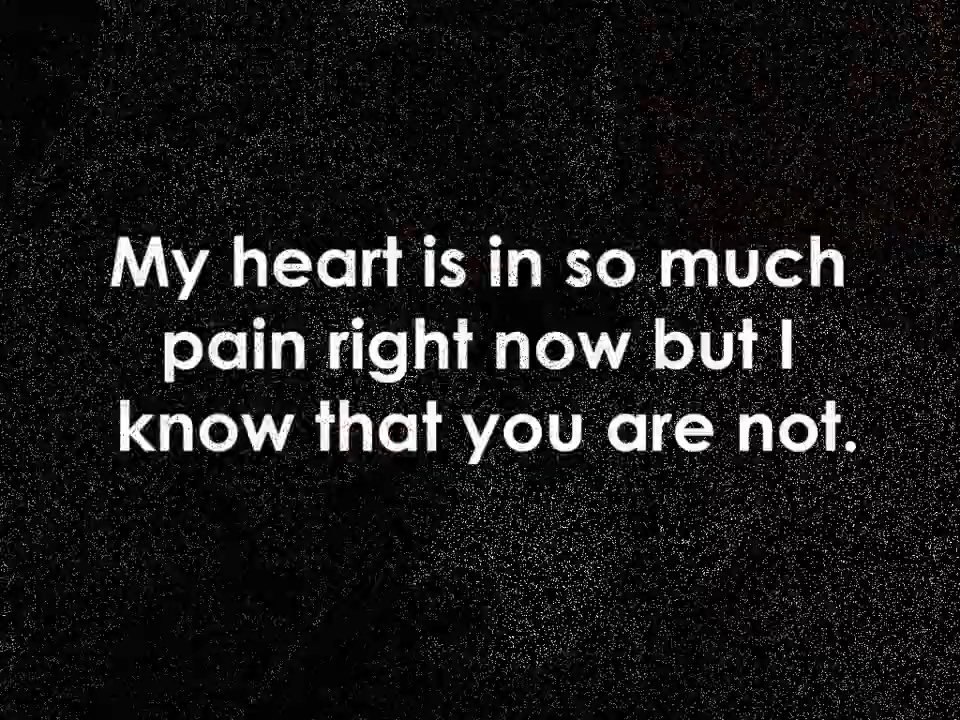 My heart is in so much
pain right now but I
know that you are not.